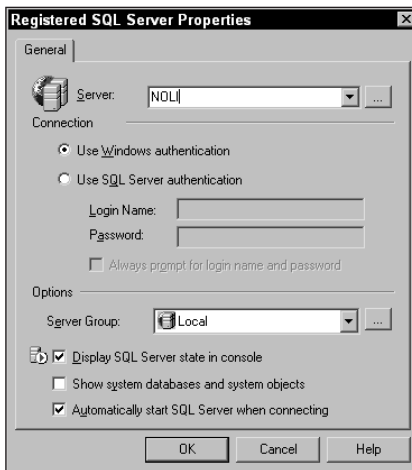 Registered SQL Server Properties
General
Server: NOLI ...
Connection
Use Windows authentication
Use SQL Server authentication
Login Name:
Password:
Always prompt for login name and password
Options
Server Group: Local ...
Display SQL Server state in console
Show system databases and system objects
Automatically start SQL Server when connecting
OK Cancel Help